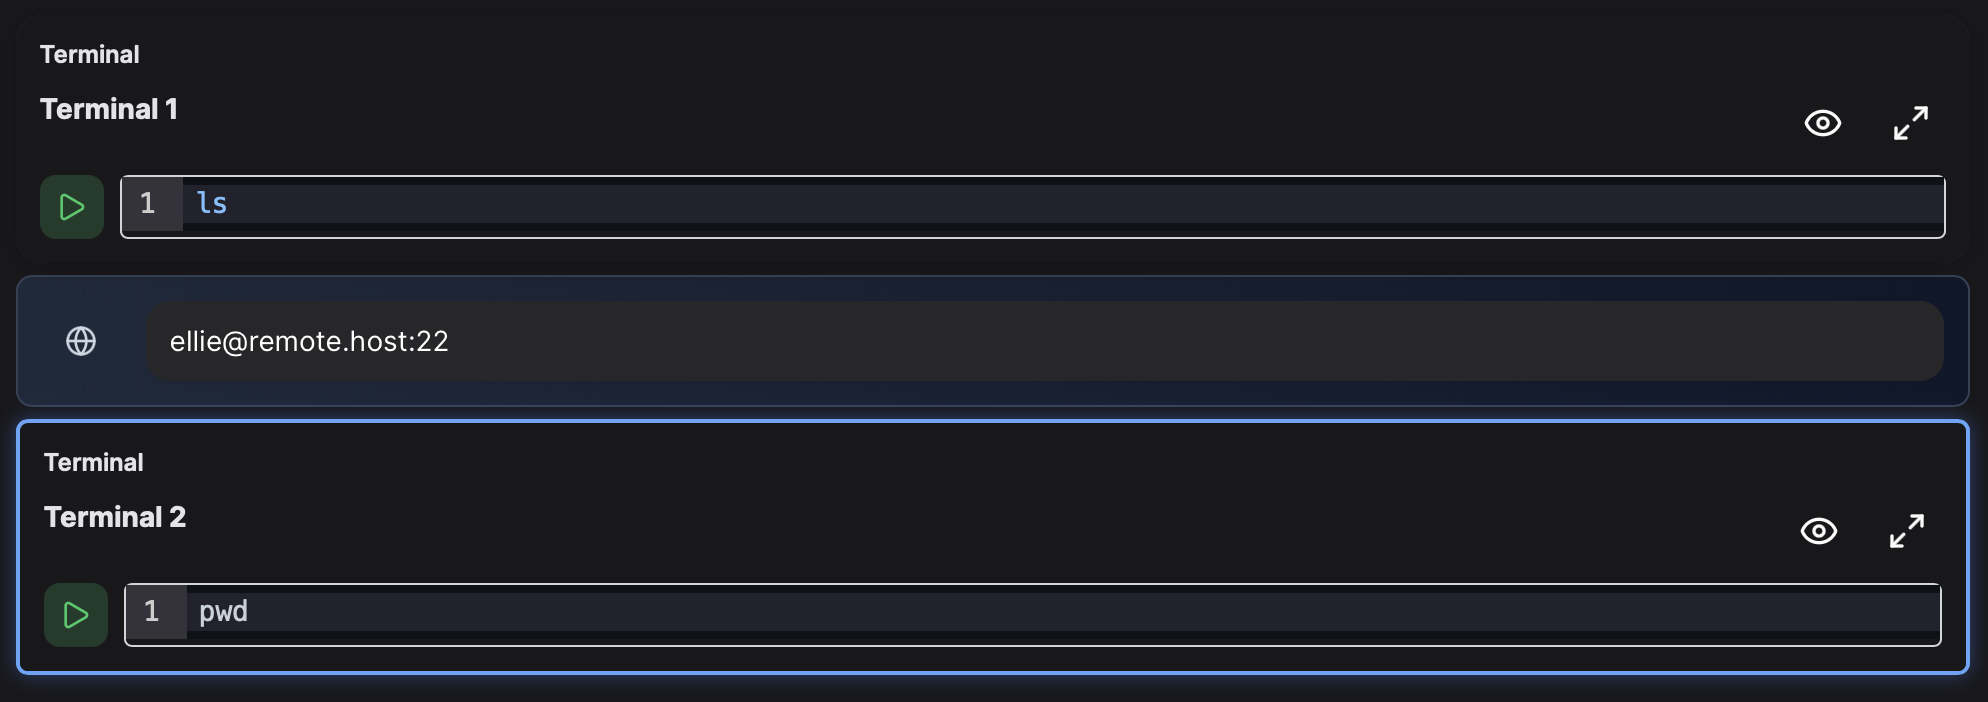 Terminal
Terminal 1
1 ls
ellie@remote.host:22
Terminal
Terminal 2
1 pwd